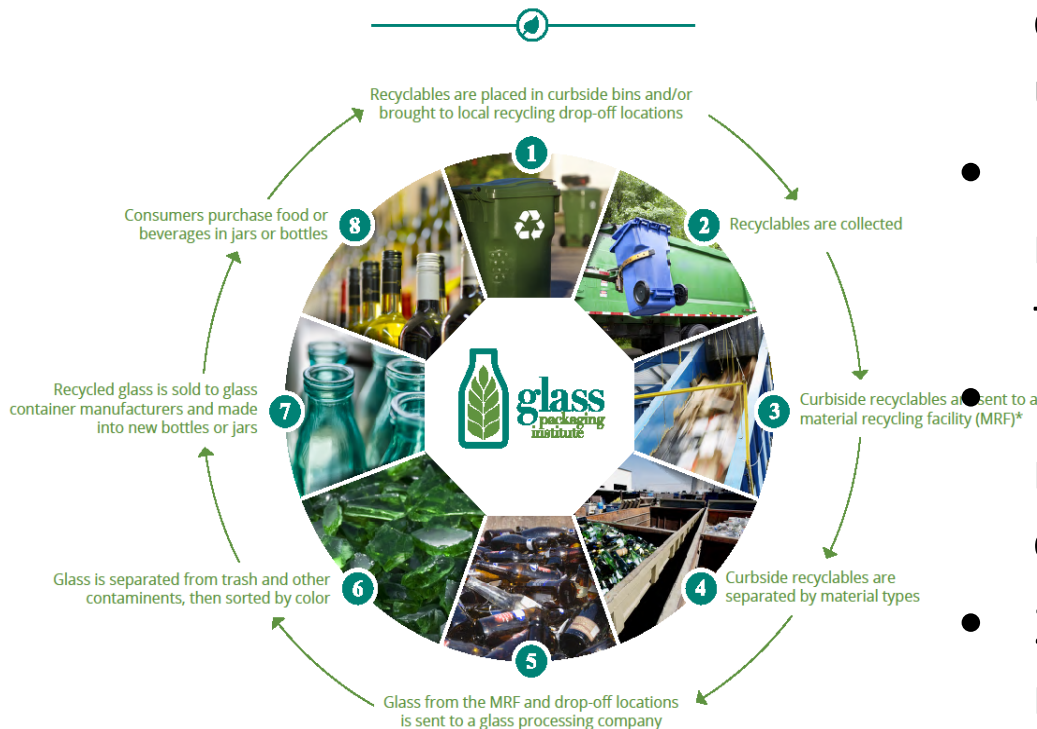 Recyclables are placed in curbside bins and/or
brought to local recycling drop-off locations
1
2
Recyclables are collected
3
Curbiside recyclables are sent to a
material recycling facility (MRF)*
4
Curbside recyclables are
separated by material types
5
Glass from the MRF and drop-off locations
is sent to a glass processing company
6
Glass is separated from trash and other
contaminents, then sorted by color
7
Recycled glass is sold to glass
container manufacturers and made
into new bottles or jars
8
Consumers purchase food or
beverages in jars or bottles
glass
packaging
institute